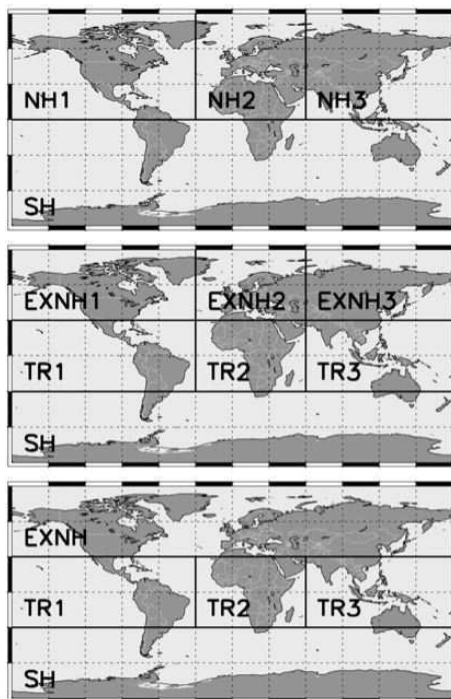 NH1 NH2 NH3
SH
EXNH1 EXNH2 EXNH3
TR1 TR2 TR3
SH
EXNH
TR1 TR2 TR3
SH